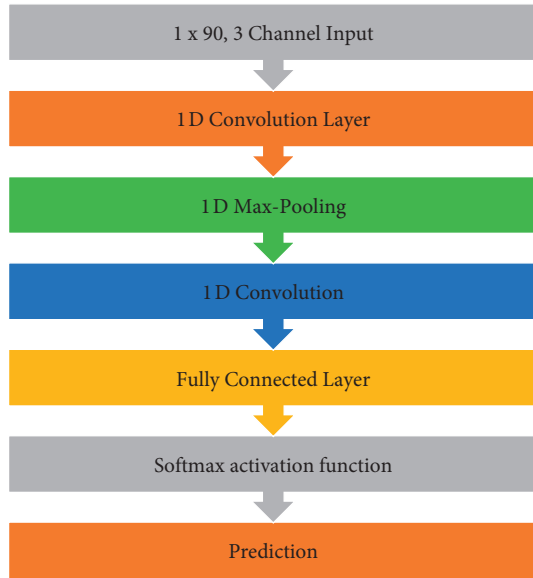 1 x 90, 3 Channel Input
1D Convolution Layer
1D Max-Pooling
1D Convolution
Fully Connected Layer
Softmax activation function
Prediction